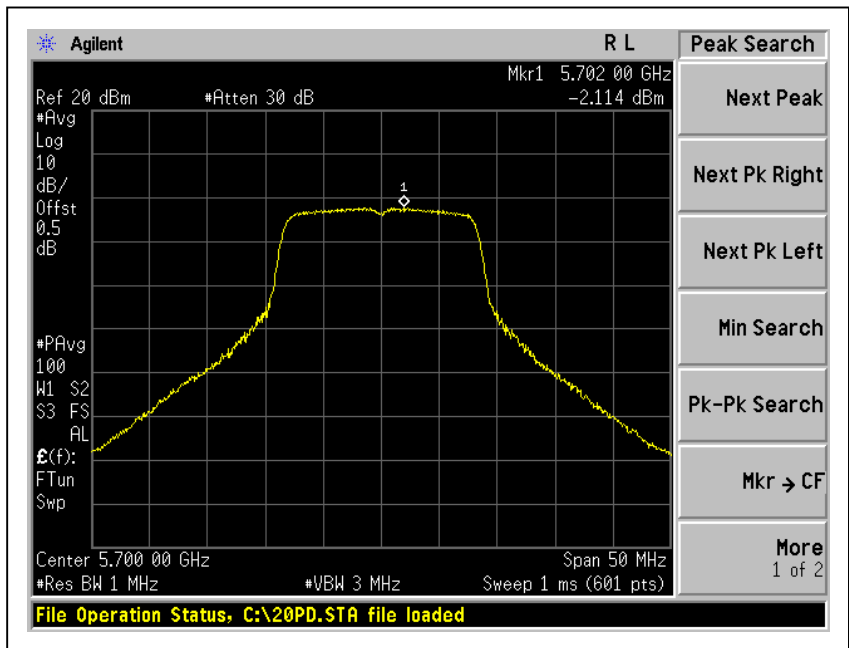 Agilent R L Peak Search
Mkr1 5.702 00 GHz
Ref 20 dBm #Atten 30 dB -2.114 dBm
#Avg
Log
10
dB/
Offst
0.5
dB
1
#PAvg
100
W1 S2
S3 FS
AL
£(f):
FTun
Swp
Center 5.700 00 GHz Span 50 MHz
#Res BW 1 MHz #VBW 3 MHz Sweep 1 ms (601 pts)
File Operation Status, C:\20PD.STA file loaded
Next Peak
Next Pk Right
Next Pk Left
Min Search
Pk-Pk Search
Mkr → CF
More
1 of 2